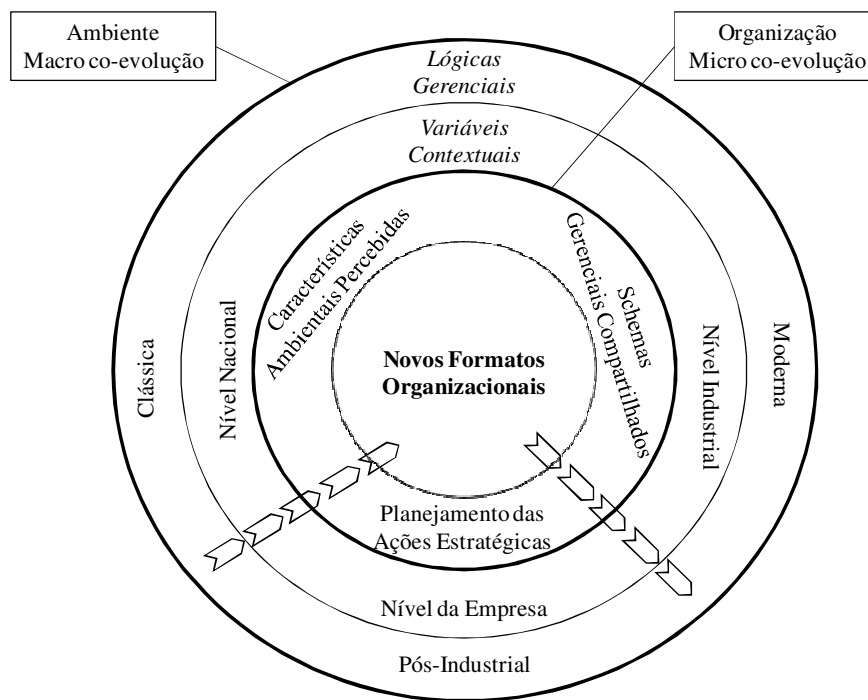 Ambiente
Macro co-evolução
Organização
Micro co-evolução
Lógicas
Gerenciais
Variáveis
Contextuais
Características
Ambientais Percebidas
Schemas
Gerenciais Compartilhados
Clássica
Nível Nacional
Novos Formatos
Organizacionais
Nível Industrial
Moderna
Planejamento das
Ações Estratégicas
Nível da Empresa
Pós-Industrial